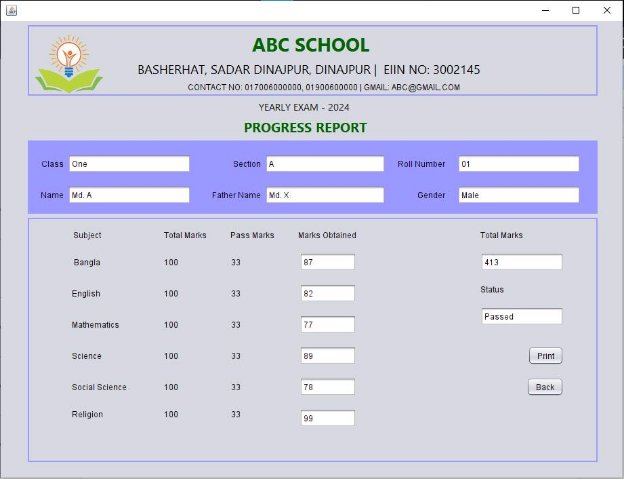 ABC SCHOOL
BASHERHAT, SADAR DINAJPUR, DINAJPUR | EIIN NO: 3002145
CONTACT NO: 017006000000, 01900600000 | GMAIL: ABC@GMAIL.COM
YEARLY EXAM - 2024
PROGRESS REPORT
Class One Section A Roll Number 01
Name Md. A Father Name Md. X Gender Male
Subject Total Marks Pass Marks Marks Obtained Total Marks
Bangla 100 33 87 413
English 100 33 82 Status
Mathematics 100 33 77 Passed
Science 100 33 89 Print
Social Science 100 33 78 Back
Religion 100 33 99